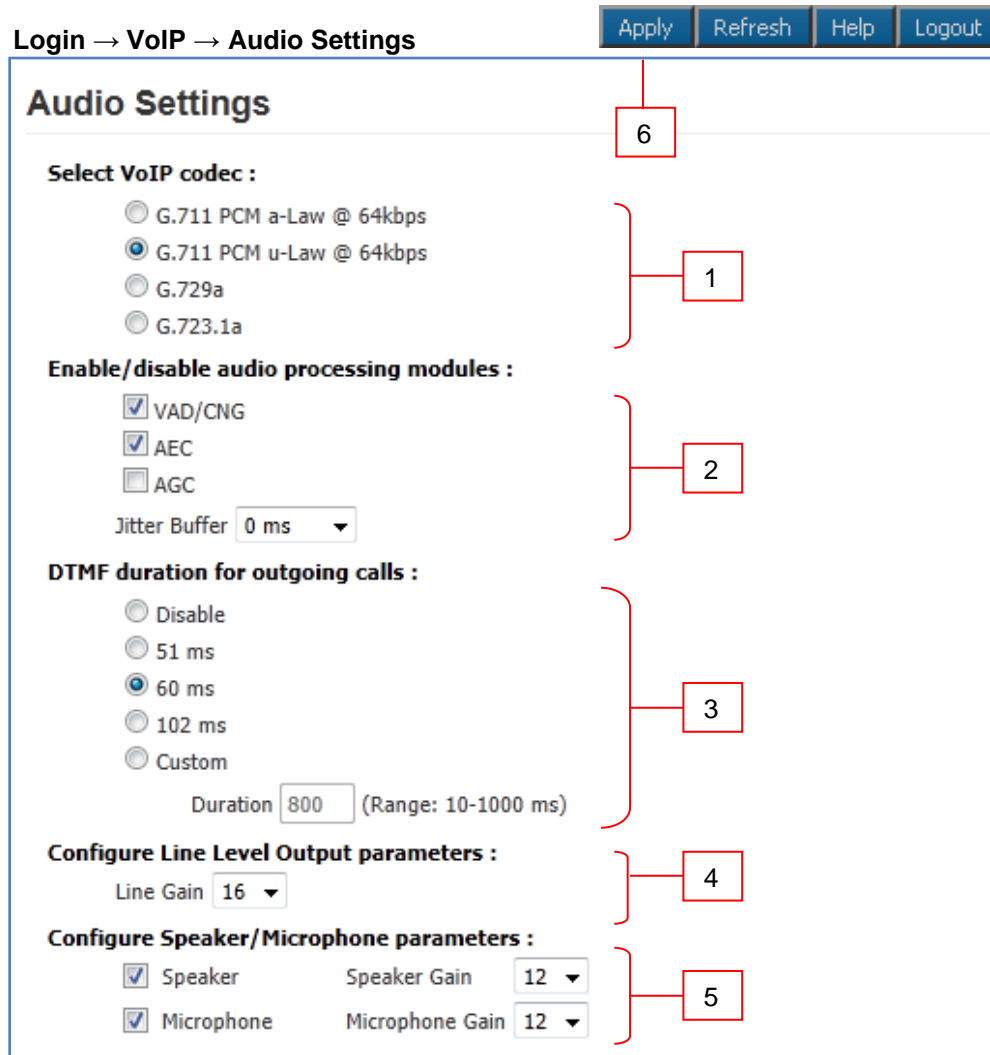 Login → VoIP → Audio Settings
Apply Refresh Help Logout
Audio Settings
6
Select VoIP codec :
G.711 PCM a-Law @ 64kbps
G.711 PCM u-Law @ 64kbps
1
G.729a
G.723.1a
Enable/disable audio processing modules :
VAD/CNG
AEC
2
AGC
Jitter Buffer 0 ms
DTMF duration for outgoing calls :
Disable
51 ms
60 ms
3
102 ms
Custom
Duration 800 (Range: 10-1000 ms)
Configure Line Level Output parameters :
Line Gain 16
4
Configure Speaker/Microphone parameters :
Speaker Speaker Gain 12
5
Microphone Microphone Gain 12